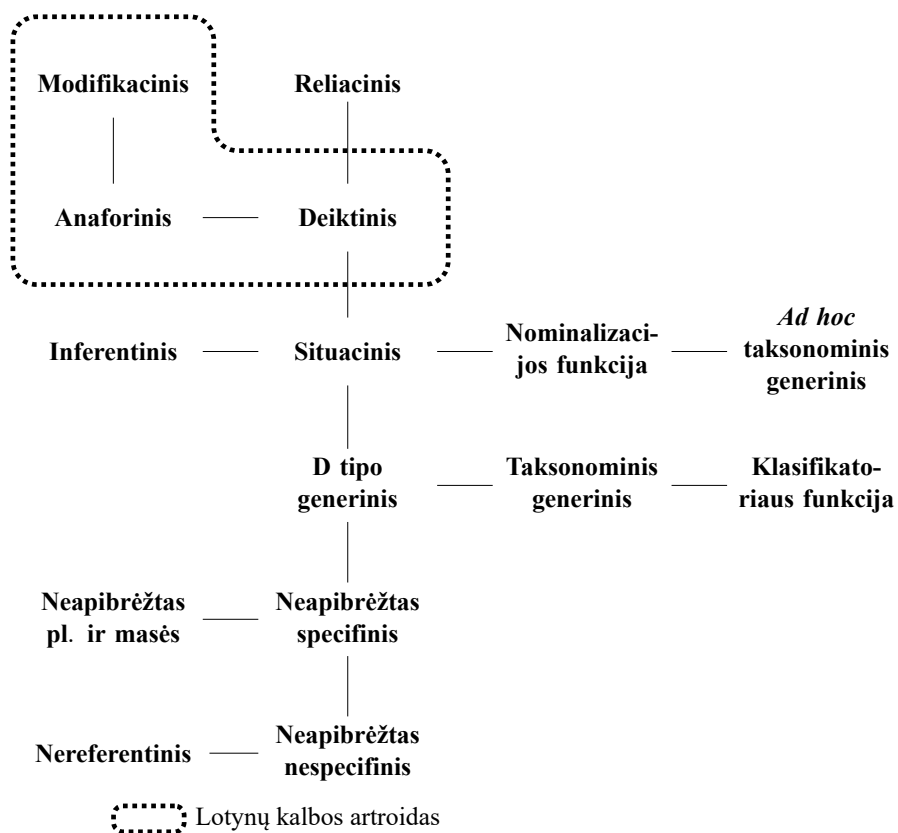 Modifikacinis
Reliacinis
Anaforinis
Deiktinis
Inferentinis
Situacinis
Nominalizaci-
jos funkcija
Ad hoc
taksonominis
generinis
D tipo
generinis
Taksonominis
generinis
Klasifikato-
riaus funkcija
Neapibrėžtas
pl. ir masės
Neapibrėžtas
specifinis
Nereferentinis
Neapibrėžtas
nespecifinis
Lotynų kalbos artroidas